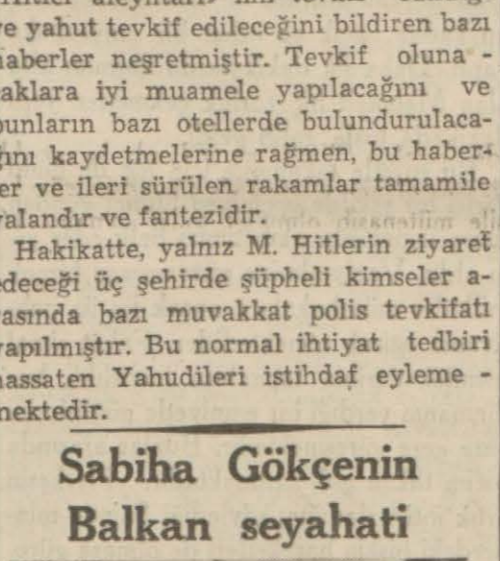 ve yahut tevkif edileceğini bildiren bazı
haberler neşretmiştir. Tevkif oluna -
aklara iyi muamele yapılacağını ve
bunların bazı otellerde bulundurulaca-
ğını kaydetmelerine rağmen, bu haber-
ler ve ileri sürülen rakamlar tamamile
yalandır ve fantezidir.
Hakikatte, yalnız M. Hitlerin ziyaret
edeceği üç şehirde şüpheli kimseler a-
rasında bazı muvakkat polis tevkifatı
yapılmıştır. Bu normal ihtiyat tedbiri
hassaten Yahudileri istihdaf eyleme -
mektedir.
Sabiha Gökçenin
Balkan seyahati